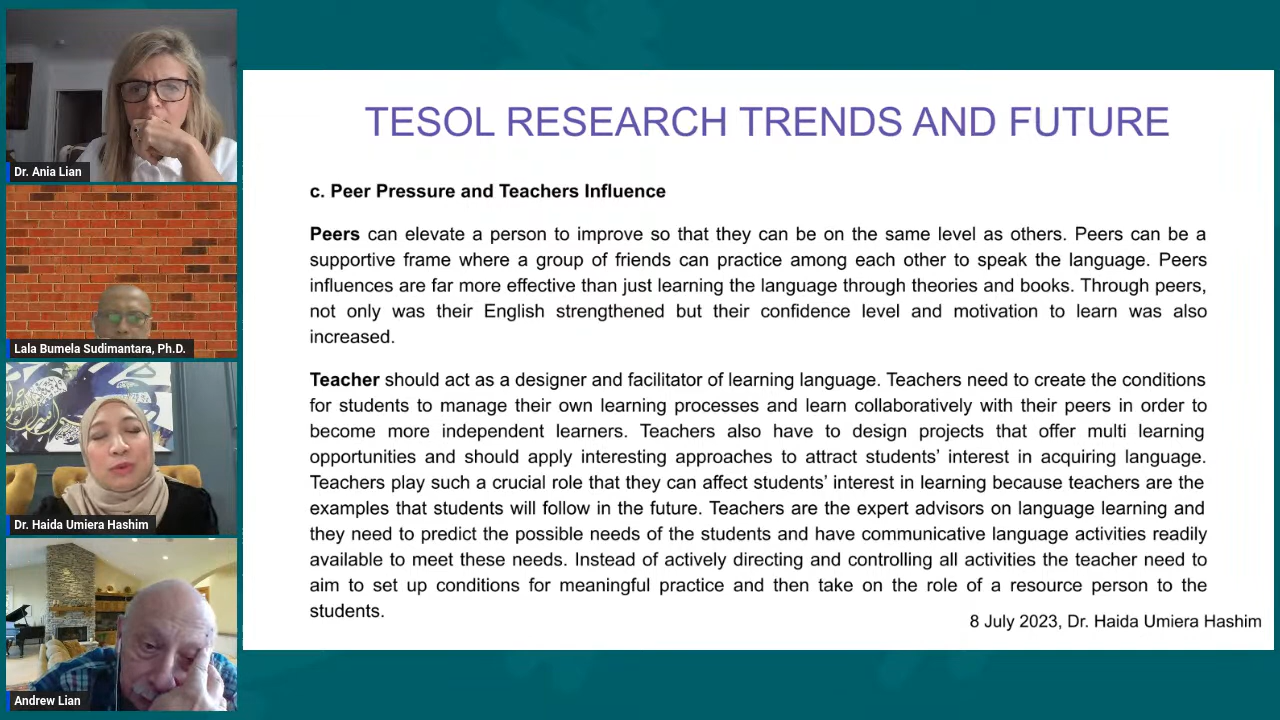 Dr. Ania Lian
Lala Bumela Sudimantara, Ph.D.
Dr. Haida Umiera Hashim
Andrew Lian
TESOL RESEARCH TRENDS AND FUTURE
c. Peer Pressure and Teachers Influence
Peers can elevate a person to improve so that they can be on the same level as others. Peers can be a
supportive frame where a group of friends can practice among each other to speak the language. Peers
influences are far more effective than just learning the language through theories and books. Through peers,
not only was their English strengthened but their confidence level and motivation to learn was also
increased.
Teacher should act as a designer and facilitator of learning language. Teachers need to create the conditions
for students to manage their own learning processes and learn collaboratively with their peers in order to
become more independent learners. Teachers also have to design projects that offer multi learning
opportunities and should apply interesting approaches to attract students’ interest in acquiring language.
Teachers play such a crucial role that they can affect students’ interest in learning because teachers are the
examples that students will follow in the future. Teachers are the expert advisors on language learning and
they need to predict the possible needs of the students and have communicative language activities readily
available to meet these needs. Instead of actively directing and controlling all activities the teacher need to
aim to set up conditions for meaningful practice and then take on the role of a resource person to the
students.
8 July 2023, Dr. Haida Umiera Hashim